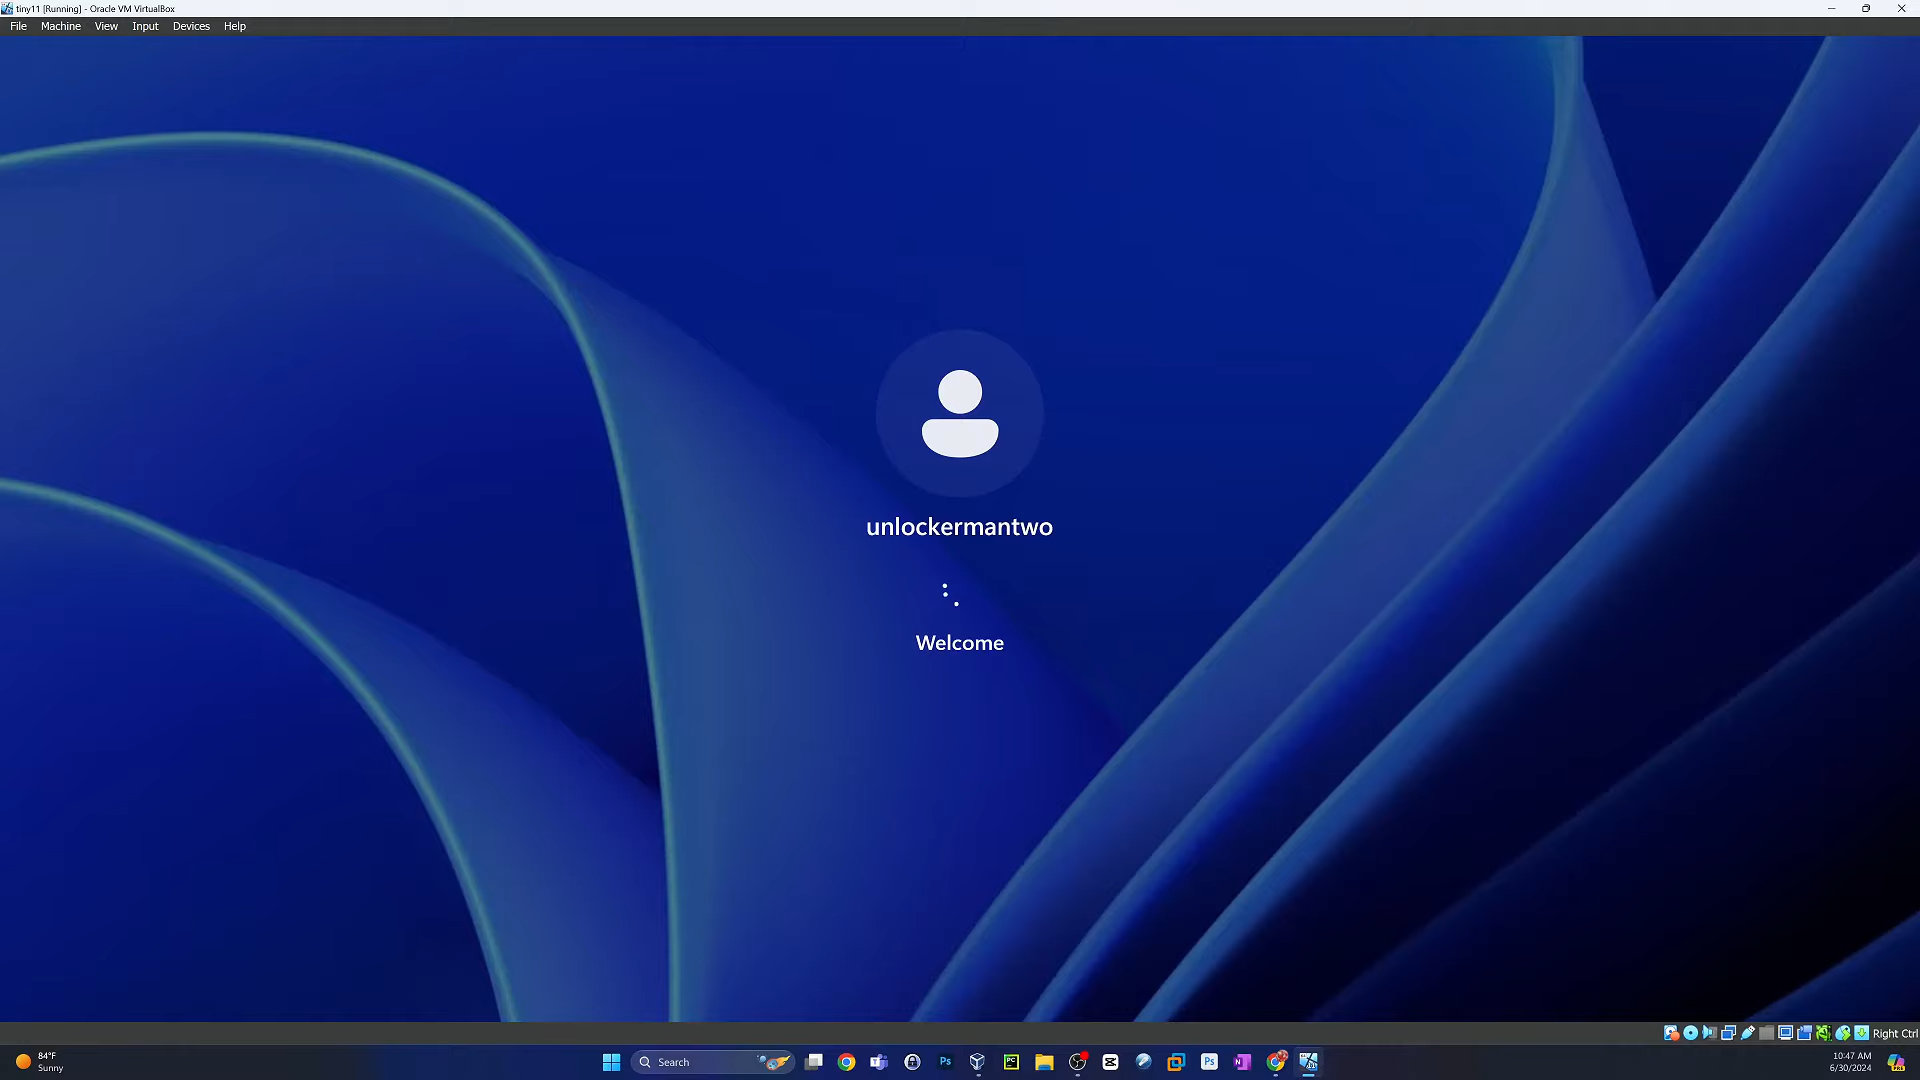 tiny11 [Running] - Oracle VM VirtualBox
File Machine View Input Devices Help
unlockermantwo
Welcome
Right Ctrl
84°F
Sunny
Search
10:47 AM
6/30/2024